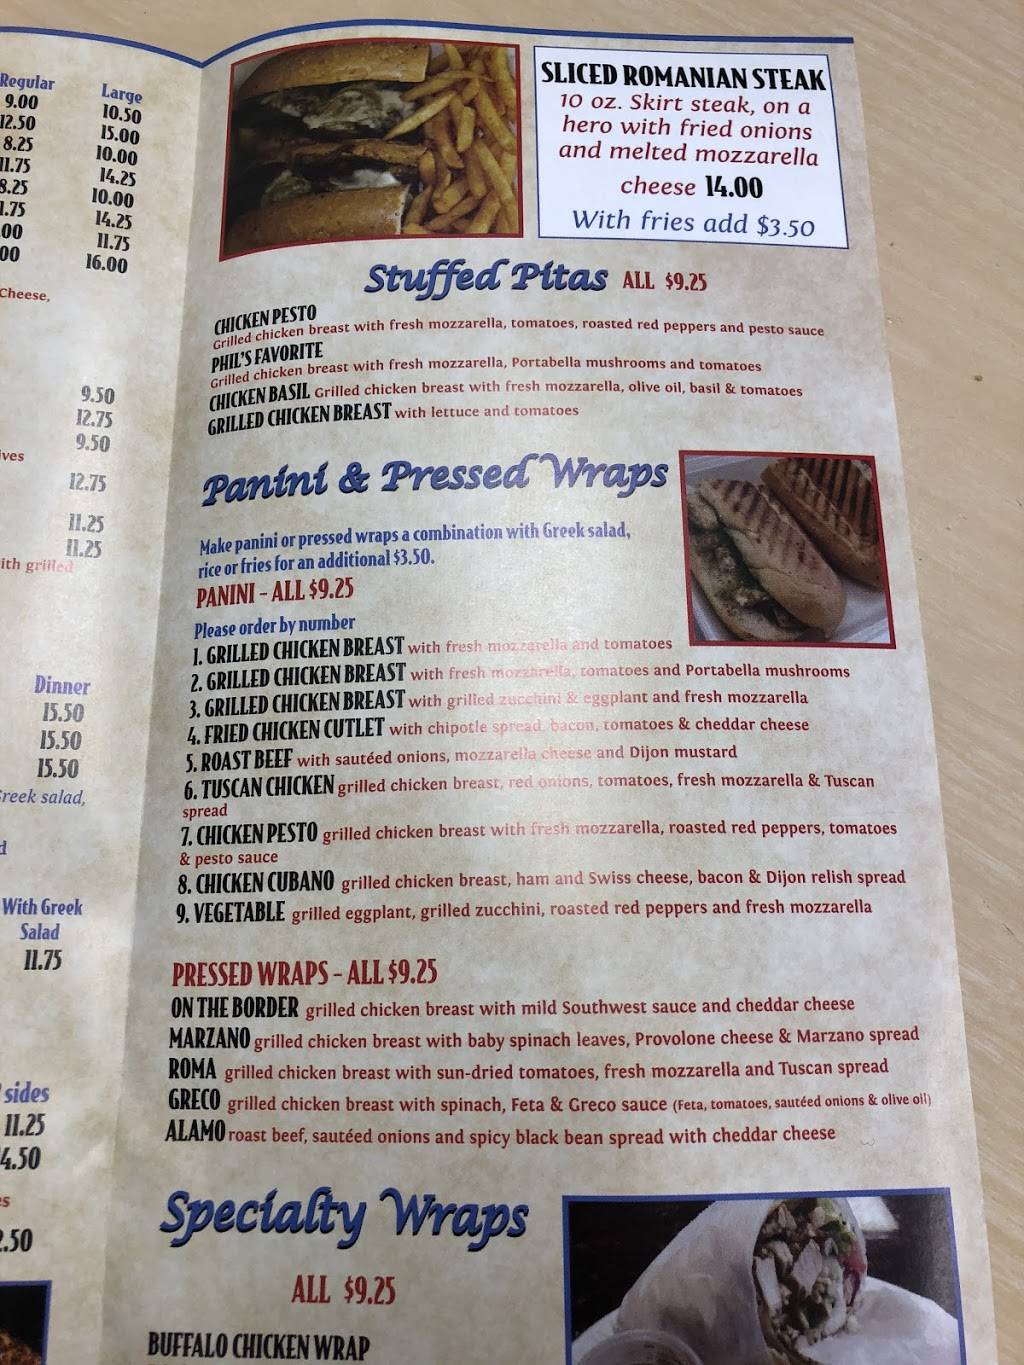 Regular Large
9.00 10.50
12.50 15.00
8.25 10.00
11.75 14.25
8.25 10.00
1.75 14.25
.00 11.75
00 16.00
Cheese,
9.50
12.75
9.50
ives
12.75
11.25
11.25
ith grilled
Dinner
15.50
15.50
15.50
Greek salad,
d
With Greek
Salad
11.75
sides
11.25
4.50
es
2.50
SLICED ROMANIAN STEAK
10 oz. Skirt steak, on a
hero with fried onions
and melted mozzarella
cheese 14.00
With fries add $3.50
Stuffed Pitas ALL $9.25
CHICKEN PESTO
Grilled chicken breast with fresh mozzarella, tomatoes, roasted red peppers and pesto sauce
PHIL'S FAVORITE
Grilled chicken breast with fresh mozzarella, Portabella mushrooms and tomatoes
CHICKEN BASIL Grilled chicken breast with fresh mozzarella, olive oil, basil & tomatoes
GRILLED CHICKEN BREAST with lettuce and tomatoes
Panini & Pressed Wraps
Make panini or pressed wraps a combination with Greek salad,
rice or fries for an additional $3.50.
PANINI - ALL $9.25
Please order by number
1. GRILLED CHICKEN BREAST with fresh mozzarella and tomatoes
2. GRILLED CHICKEN BREAST with fresh mozzarella, tomatoes and Portabella mushrooms
3. GRILLED CHICKEN BREAST with grilled zucchini & eggplant and fresh mozzarella
4. FRIED CHICKEN CUTLET with chipotle spread, bacon, tomatoes & cheddar cheese
5. ROAST BEEF with sautéed onions, mozzarella cheese and Dijon mustard
6. TUSCAN CHICKEN grilled chicken breast, red onions, tomatoes, fresh mozzarella & Tuscan
spread
7. CHICKEN PESTO grilled chicken breast with fresh mozzarella, roasted red peppers, tomatoes
& pesto sauce
8. CHICKEN CUBANO grilled chicken breast, ham and Swiss cheese, bacon & Dijon relish spread
9. VEGETABLE grilled eggplant, grilled zucchini, roasted red peppers and fresh mozzarella
PRESSED WRAPS - ALL $9.25
ON THE BORDER grilled chicken breast with mild Southwest sauce and cheddar cheese
MARZANO grilled chicken breast with baby spinach leaves, Provolone cheese & Marzano spread
ROMA grilled chicken breast with sun-dried tomatoes, fresh mozzarella and Tuscan spread
GRECO grilled chicken breast with spinach, Feta & Greco sauce (Feta, tomatoes, sautéed onions & olive oil)
ALAMO roast beef, sautéed onions and spicy black bean spread with cheddar cheese
Specialty Wraps
ALL $9.25
BUFFALO CHICKEN WRAP